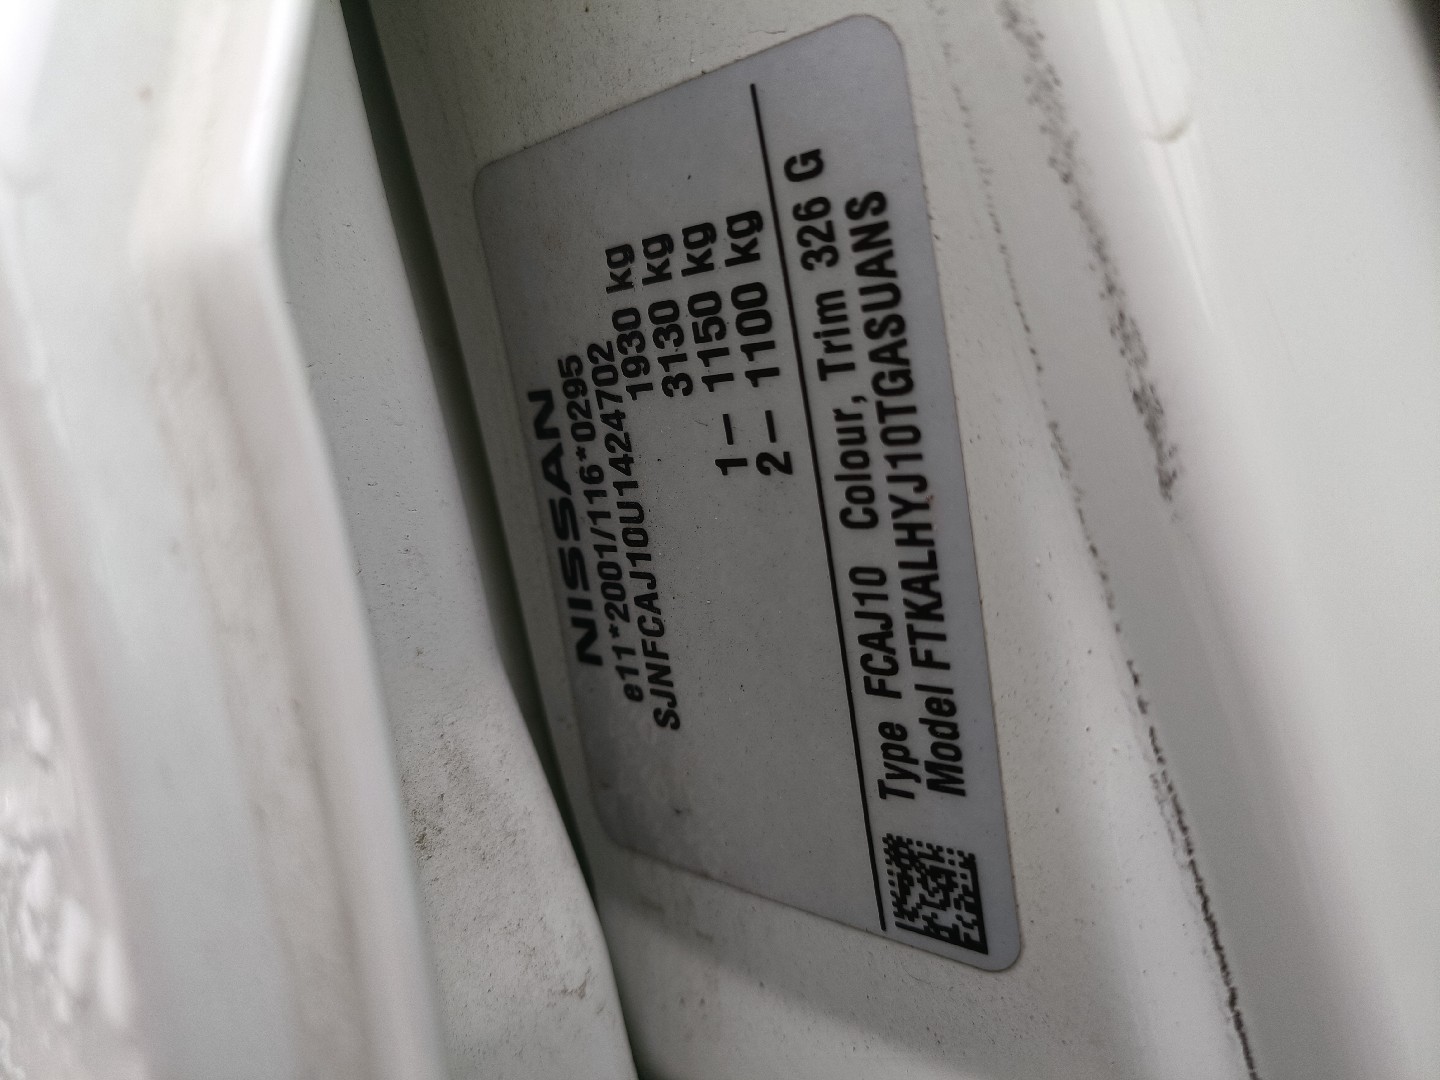 NISSAN
e11*2001/116*0295
SJNFCAJ10U1424702
1930 kg
3130 kg
1 – 1150 kg
2 – 1100 kg
Type FCAJ10 Colour, Trim 326 G
Model FTKALHYJ10TGASUANS